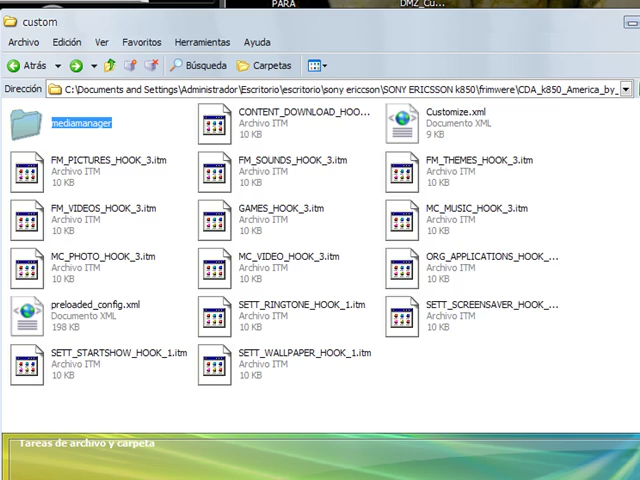 PARA
DMZ_Cu...
custom
Archivo Edición Ver Favoritos Herramientas Ayuda
Atrás Búsqueda Carpetas
Dirección C:\Documents and Settings\Administrador\Escritorio\escritorio\sony ericcson\SONY ERICSSON k850\frimwere\CDA_k850_America_by_
mediamanager
CONTENT_DOWNLOAD_HOO...
Archivo ITM
10 KB
Customize.xml
Documento XML
9 KB
FM_PICTURES_HOOK_3.itm
Archivo ITM
10 KB
FM_SOUNDS_HOOK_3.itm
Archivo ITM
10 KB
FM_THEMES_HOOK_3.itm
Archivo ITM
10 KB
FM_VIDEOS_HOOK_3.itm
Archivo ITM
10 KB
GAMES_HOOK_3.itm
Archivo ITM
10 KB
MC_MUSIC_HOOK_3.itm
Archivo ITM
10 KB
MC_PHOTO_HOOK_3.itm
Archivo ITM
10 KB
MC_VIDEO_HOOK_3.itm
Archivo ITM
10 KB
ORG_APPLICATIONS_HOOK_...
Archivo ITM
10 KB
preloaded_config.xml
Documento XML
198 KB
SETT_RINGTONE_HOOK_1.itm
Archivo ITM
10 KB
SETT_SCREENSAVER_HOOK_...
Archivo ITM
10 KB
SETT_STARTSHOW_HOOK_1.itm
Archivo ITM
10 KB
SETT_WALLPAPER_HOOK_1.itm
Archivo ITM
10 KB
Tareas de archivo y carpeta